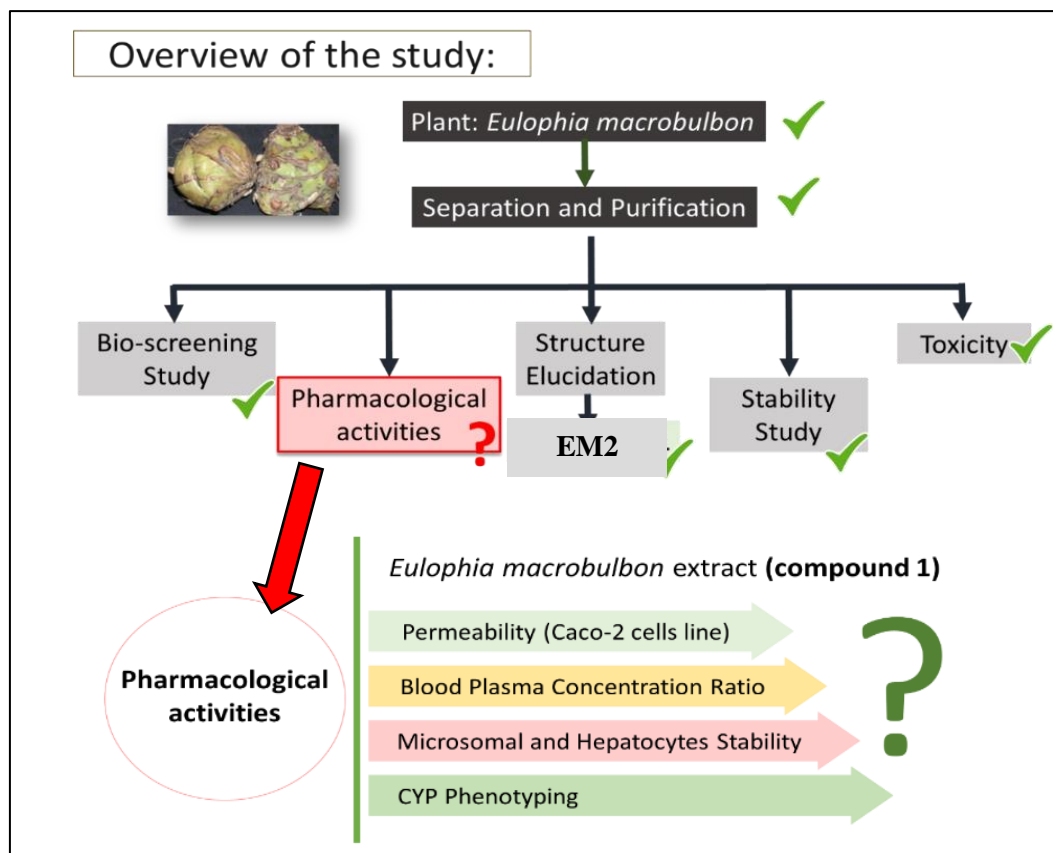 Overview of the study:
Plant: Eulophia macrobulbon
Separation and Purification
Bio-screening
Study
Pharmacological
activities
?
Structure
Elucidation
EM2
Stability
Study
Toxicity
Eulophia macrobulbon extract (compound 1)
Pharmacological
activities
Permeability (Caco-2 cells line)
Blood Plasma Concentration Ratio
Microsomal and Hepatocytes Stability
CYP Phenotyping
?